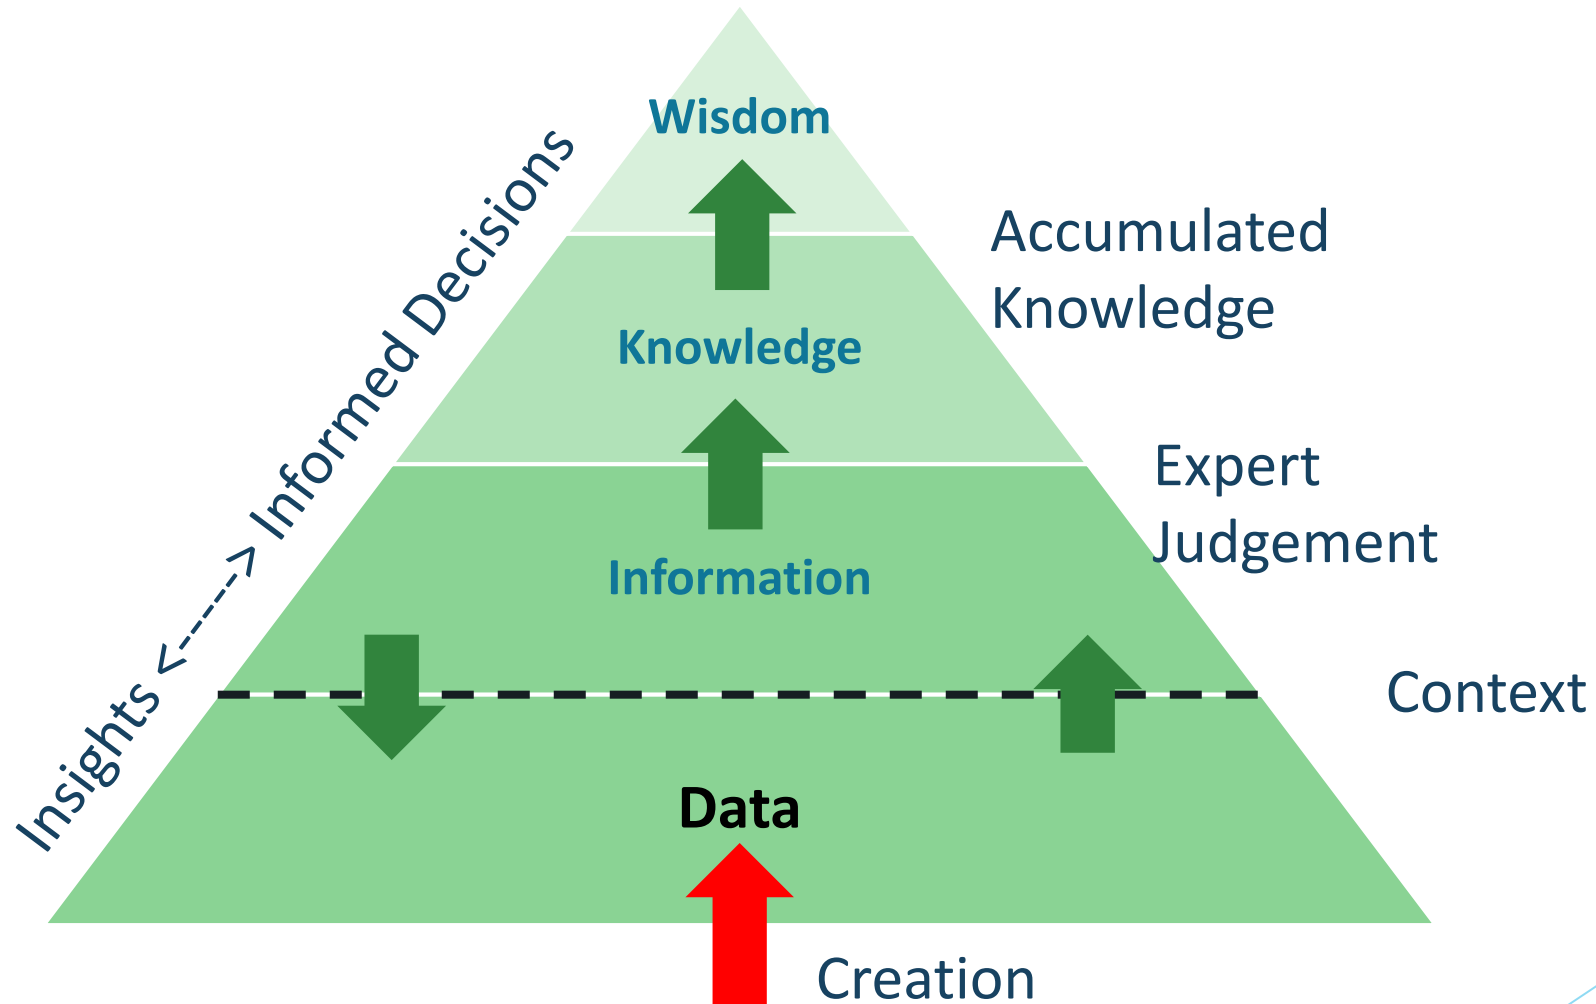 Wisdom
Accumulated
Knowledge
Knowledge
Insights <-----> Informed Decisions
Expert
Judgement
Information
Context
Data
Creation